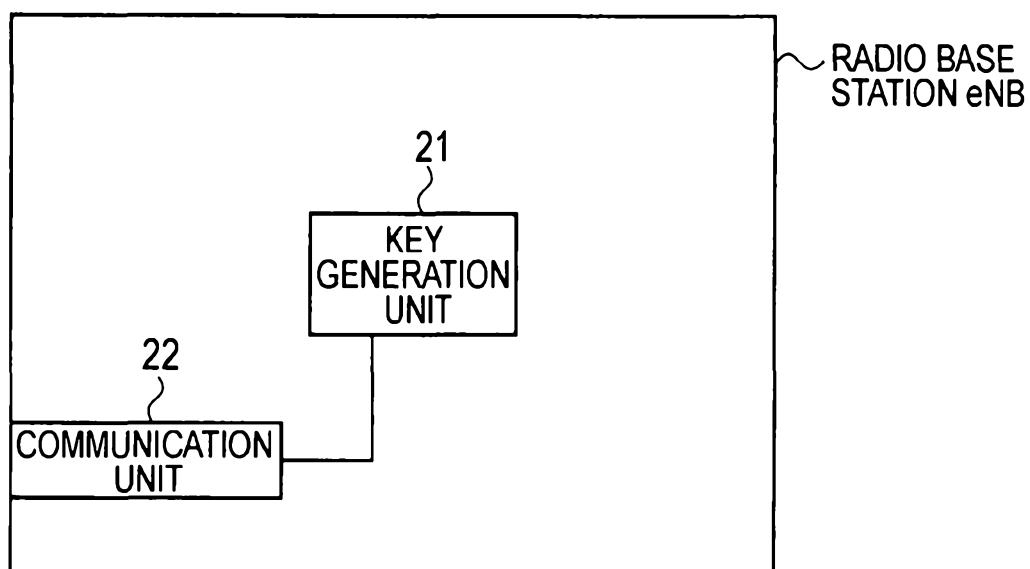 RADIO BASE
STATION eNB
21
KEY
GENERATION
UNIT
22
COMMUNICATION
UNIT